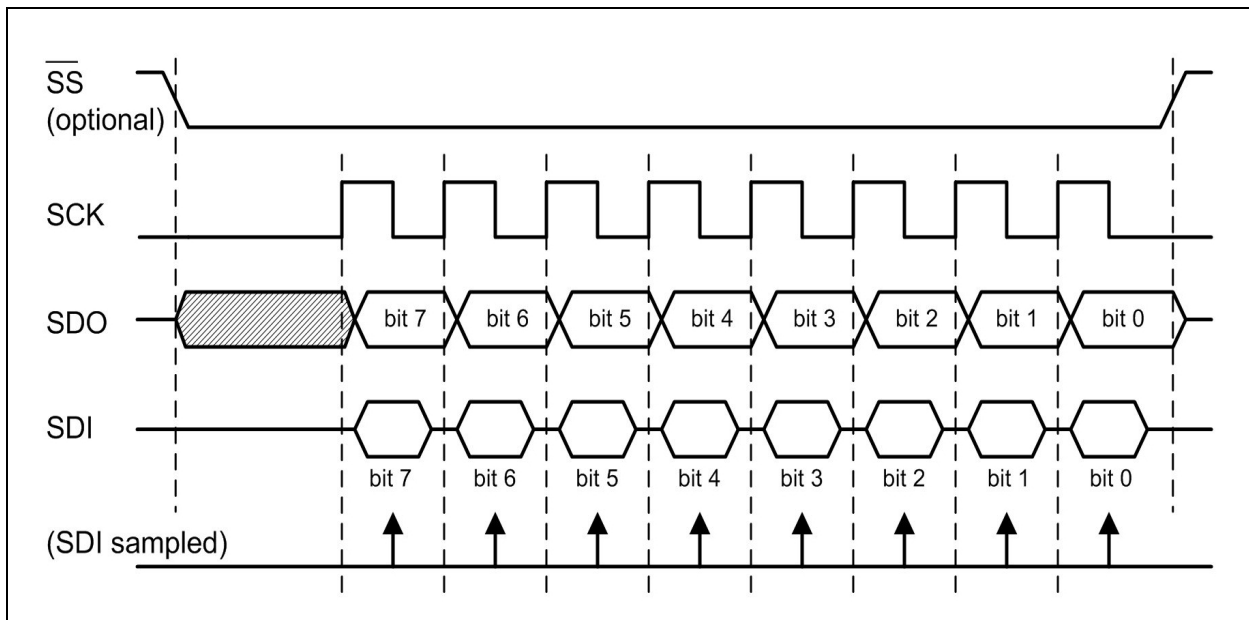 SS
(optional)
SCK
SDO
bit 7 bit 6 bit 5 bit 4 bit 3 bit 2 bit 1 bit 0
SDI
bit 7 bit 6 bit 5 bit 4 bit 3 bit 2 bit 1 bit 0
(SDI sampled)